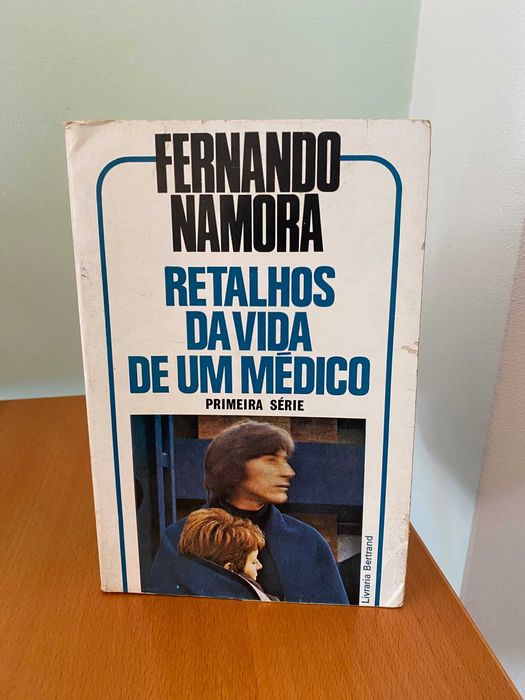 FERNANDO
NAMORA
RETALHOS
DA VIDA
DE UM MÉDICO
PRIMEIRA SÉRIE
Livraria Bertrand